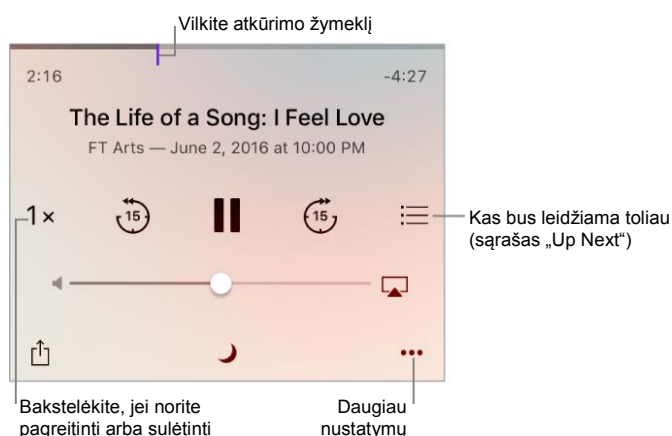 Vilkite atkūrimo žymeklį
2:16
-4:27
The Life of a Song: I Feel Love
FT Arts — June 2, 2016 at 10:00 PM
1×
15
15
Kas bus leidžiama toliau
(sąrašas „Up Next“)
Bakstelėkite, jei norite
pagreitinti arba sulėtinti
Daugiau
nustatymų